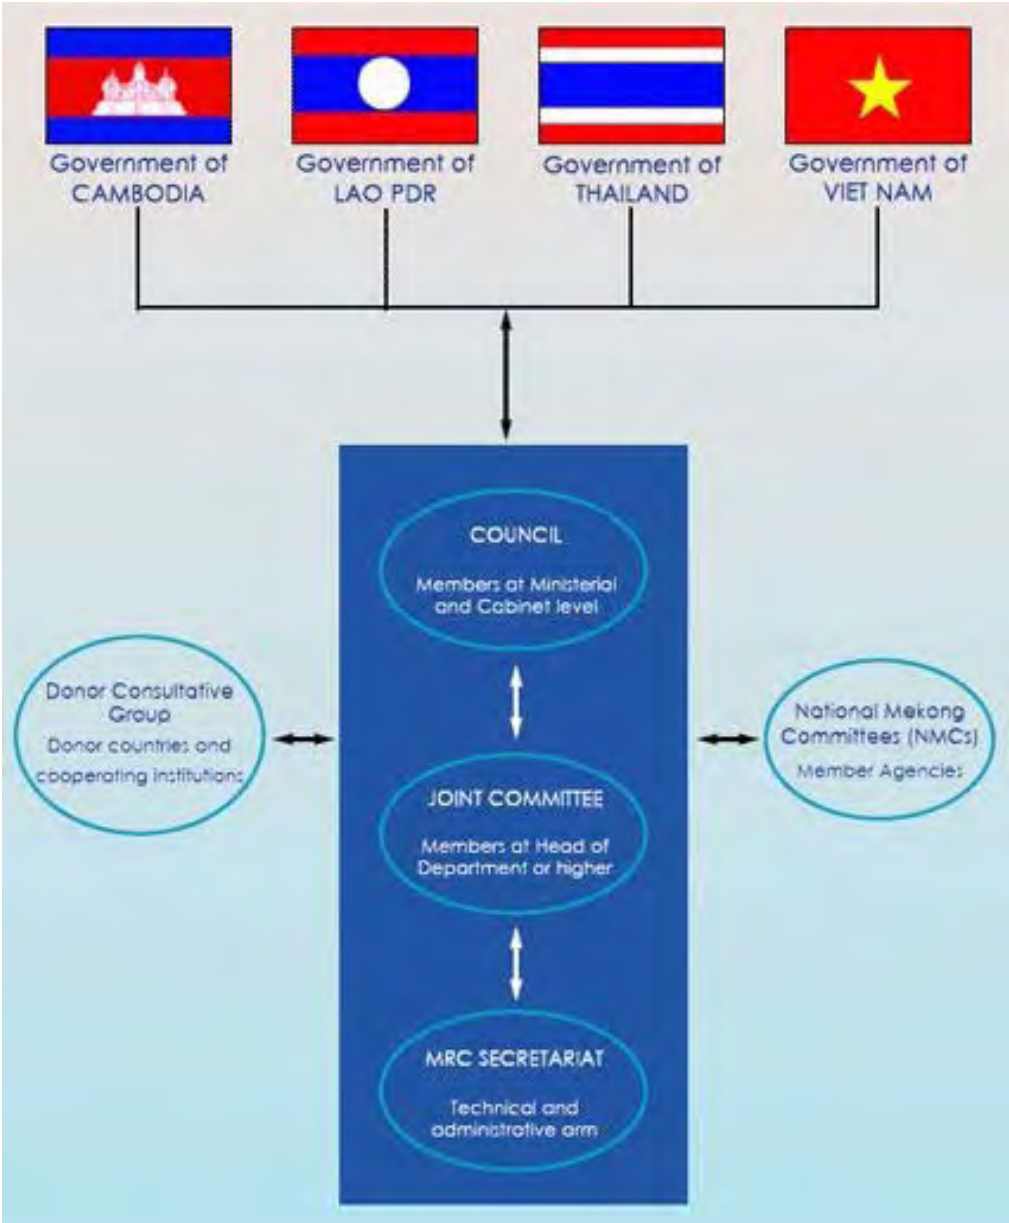 Government of
CAMBODIA
Government of
LAO PDR
Government of
THAILAND
Government of
VIET NAM
COUNCIL
Members at Ministerial
and Cabinet level
Donor Consultative
Group
Donor countries and
cooperating institutions
National Mekong
Committees (NMCs)
Member Agencies
JOINT COMMITTEE
Members at Head of
Department or higher
MRC SECRETARIAT
Technical and
administrative arm